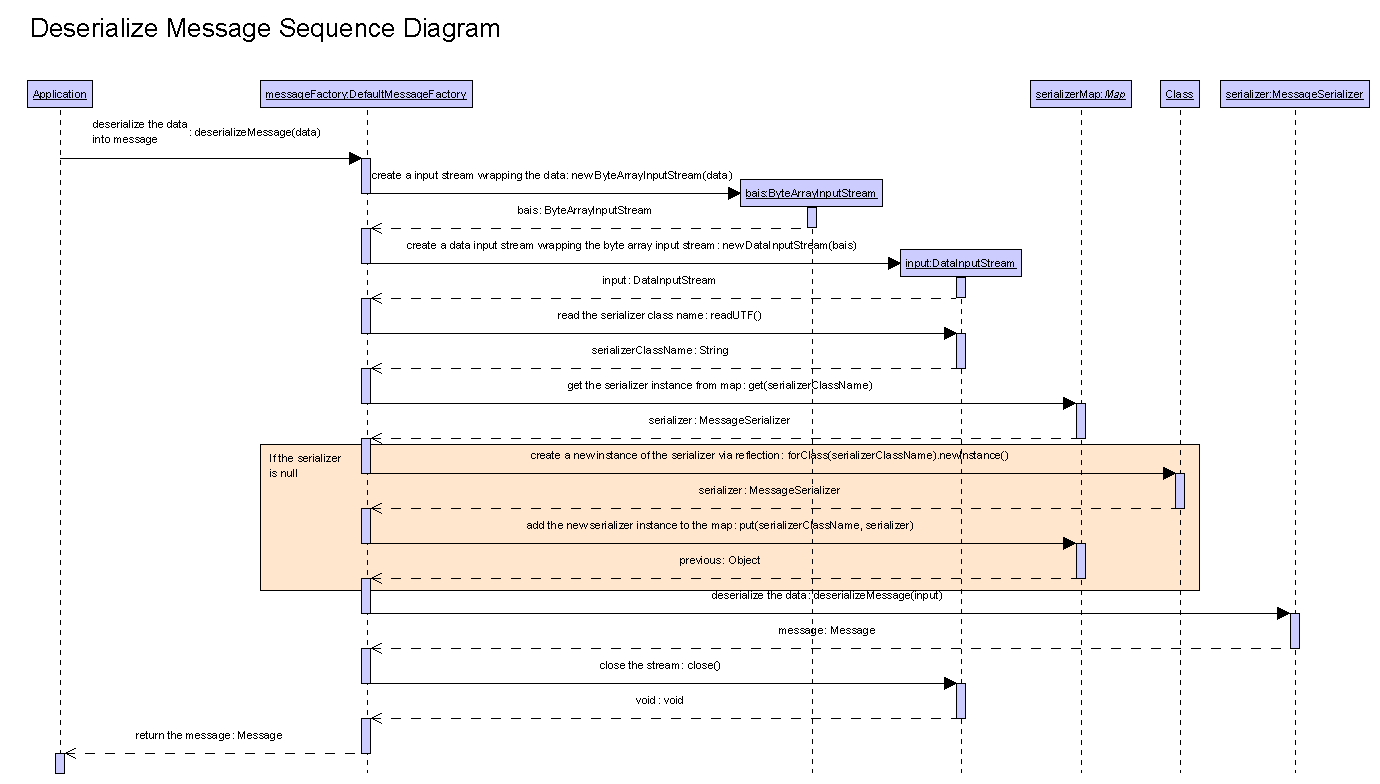 Deserialize Message Sequence Diagram
Application
messageFactory:DefaultMessageFactory
serializerMap:Map
Class
serializer:MessageSerializer
deserialize the data
into message
: deserializeMessage(data)
create a input stream wrapping the data: new ByteArrayInputStream(data)
bais:ByteArrayInputStream
bais: ByteArrayInputStream
create a data input stream wrapping the byte array input stream : new DataInputStream(bais)
input:DataInputStream
input : DataInputStream
read the serializer class name : readUTF()
serializerClassName : String
get the serializer instance from map : get(serializerClassName)
serializer : MessageSerializer
If the serializer
is null
create a new instance of the serializer via reflection : forClass(serializerClassName).newInstance()
serializer : MessageSerializer
add the new serializer instance to the map : put(serializerClassName, serializer)
previous : Object
deserialize the data : deserializeMessage(input)
message: Message
close the stream : close()
void : void
return the message : Message